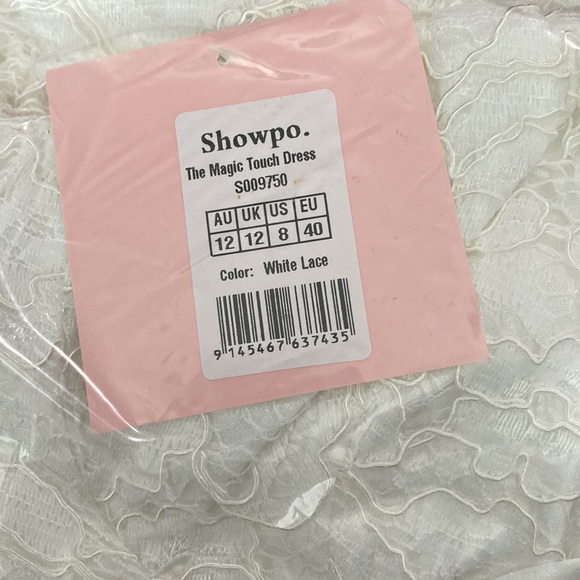 Showpo.
The Magic Touch Dress
S009750
AU UK US EU
12 12 8 40
Color: White Lace
9 145467 637435